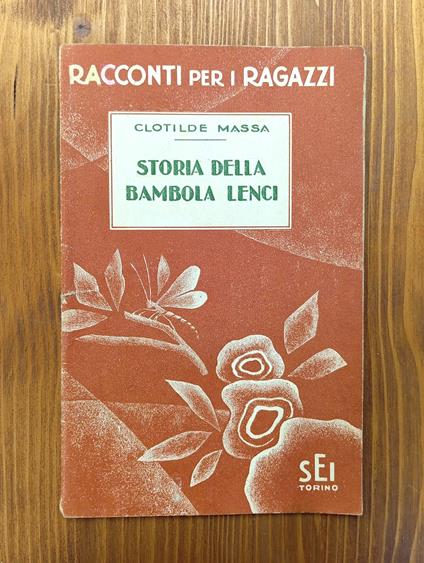 RACCONTI PER I RAGAZZI
CLOTILDE MASSA
STORIA DELLA
BAMBOLA LENCI
SEI
TORINO